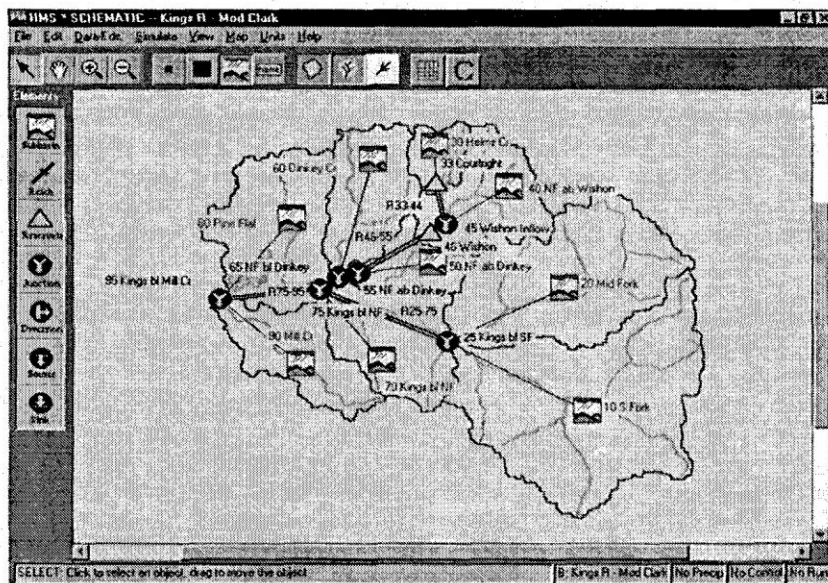 HMS * SCHEMATIC -- Kings R - Mod Clark
File Edit Data-Edit Simulate View Map Units Help
Elements
Subbasin
Reach
Reservoir
Junction
Diversion
Source
Sink
30 Helms Cr
33 Courtright
60 Dinkey Cr
40 NF ab Wishon
R33-44
80 Pine Flat
45 Wishon Inflow
R46-55
46 Wishon
65 NF bl Dinkey
50 NF ab Dinkey
95 Kings bl Mill Cr
R75-95
55 NF ab Dinkey
20 Mid Fork
75 Kings bl NF
R25-75
25 Kings bl SF
90 Mill Cr
70 Kings bl NF
10 S Fork
SELECT: Click to select an object, drag to move the object
B: Kings R - Mod Clark No Precip No Control No Run